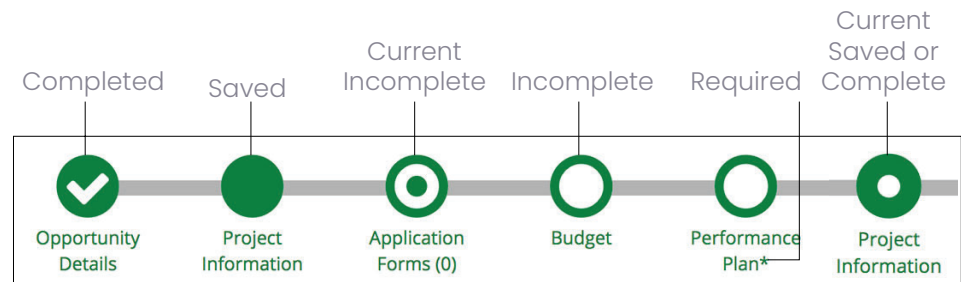 Completed
Saved
Current
Incomplete
Incomplete
Required
Current
Saved or
Complete
Opportunity
Details
Project
Information
Application
Forms (0)
Budget
Performance
Plan*
Project
Information